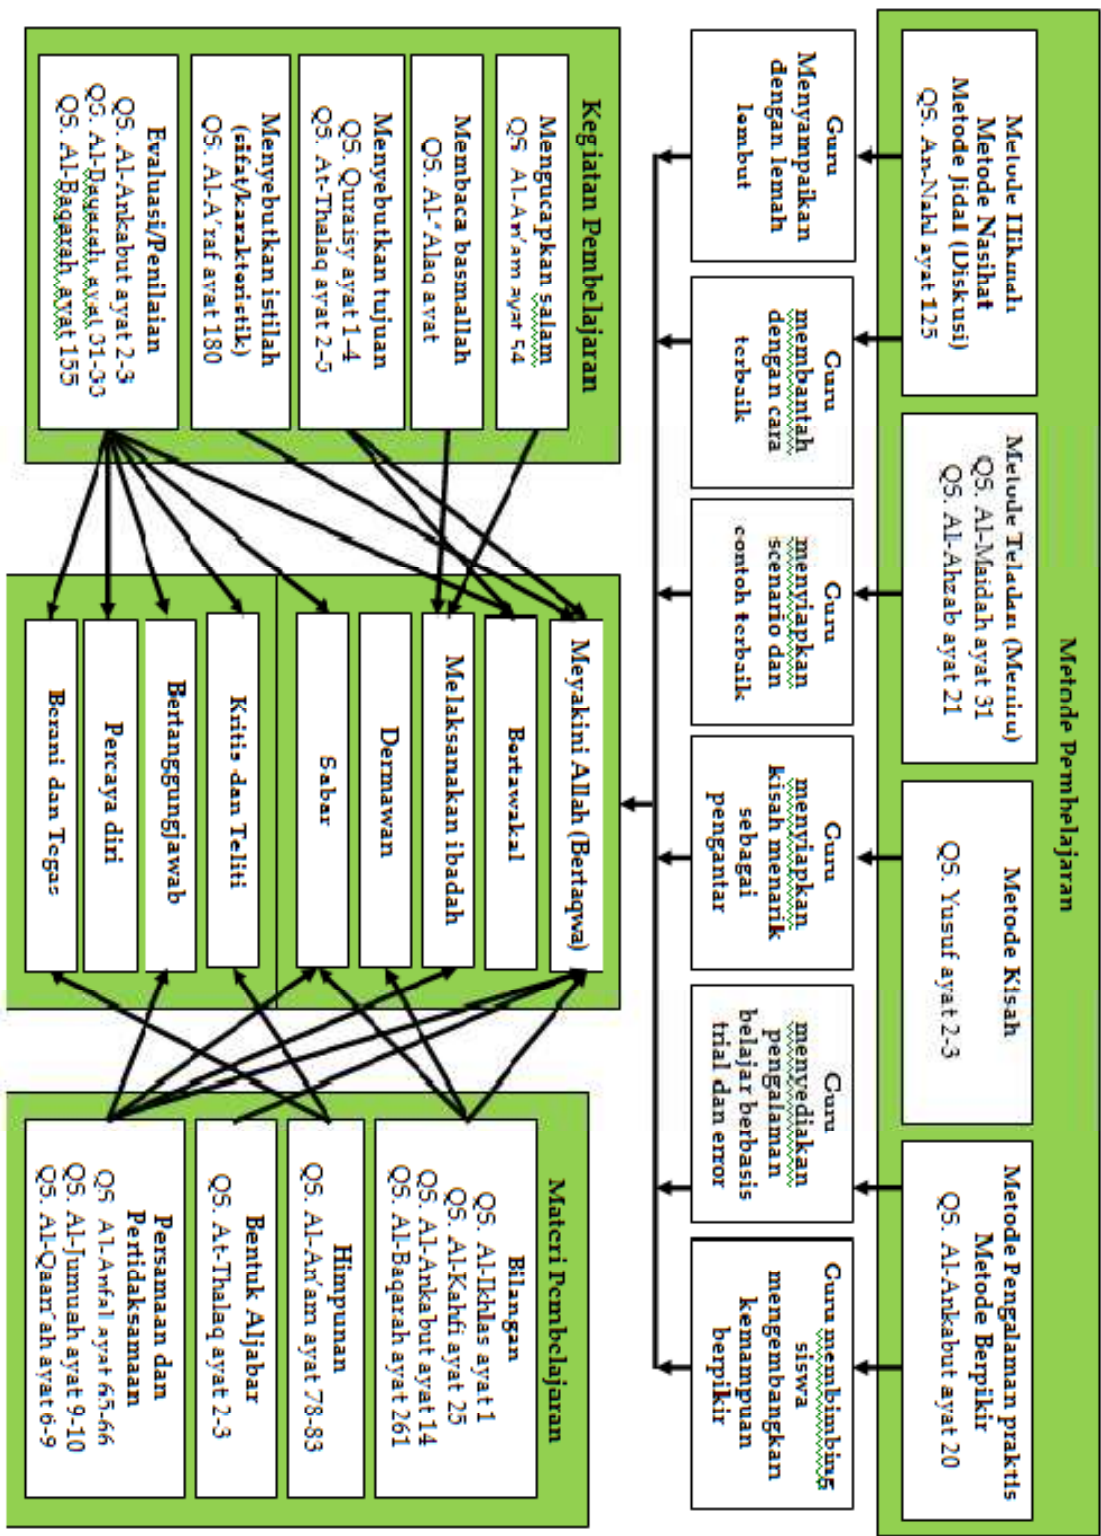 Metode Pembelajaran
Metode Hikmah
Metode Nasihat
Metode Jidal (Diskusi)
QS. An-Nahl ayat 125
Metode Teladan (Meniru)
QS. Al-Maidah ayat 31
QS. Al-Ahzab ayat 21
Metode Kisah
QS. Yusuf ayat 2-3
Metode Pengalaman praktis
Metode Berpikir
QS. Al-Ankabut ayat 20
Guru
Menyampaikan
dengan lemah
lembut
Guru
membantah
dengan cara
terbaik
Guru
menyiapkan
scenario dan
contoh terbaik
Guru
menyiapkan
kisah menarik
sebagai
pengantar
Guru
menyediakan
pengalaman
belajar berbasis
trial dan error
Guru membimbing
siswa
mengembangkan
kemampuan
berpikir
Kegiatan Pembelajaran
Mengucapkan salam
QS. Al-An'am ayat 54
Membaca basmallah
QS. Al-'Alaq ayat
Menyebutkan tujuan
QS. Quraisy ayat 1-4
QS. At-Thalaq ayat 2-5
Menyebutkan istilah
(sifat/karakteristik)
QS. Al-A'raf ayat 180
Evaluasi/Penilaian
QS. Al-Ankabut ayat 2-3
QS. Al-Baqarah ayat 31-33
QS. Al-Baqarah ayat 155
Meyakini Allah (Bertaqwa)
Bertawakal
Melaksanakan ibadah
Dermawan
Sabar
Kritis dan Teliti
Bertanggungjawab
Percaya diri
Berani dan Tegas
Materi Pembelajaran
Bilangan
QS. Al-Ikhlas ayat 1
QS. Al-Kahfi ayat 25
QS. Al-Ankabut ayat 14
QS. Al-Baqarah ayat 261
Himpunan
QS. Al-An'am ayat 78-83
Bentuk Aljabar
QS. At-Thalaq ayat 2-3
Persamaan dan
Pertidaksamaan
QS. Al-Anfal ayat 65-66
QS. Al-Jumuah ayat 9-10
QS. Al-Qaari'ah ayat 6-9